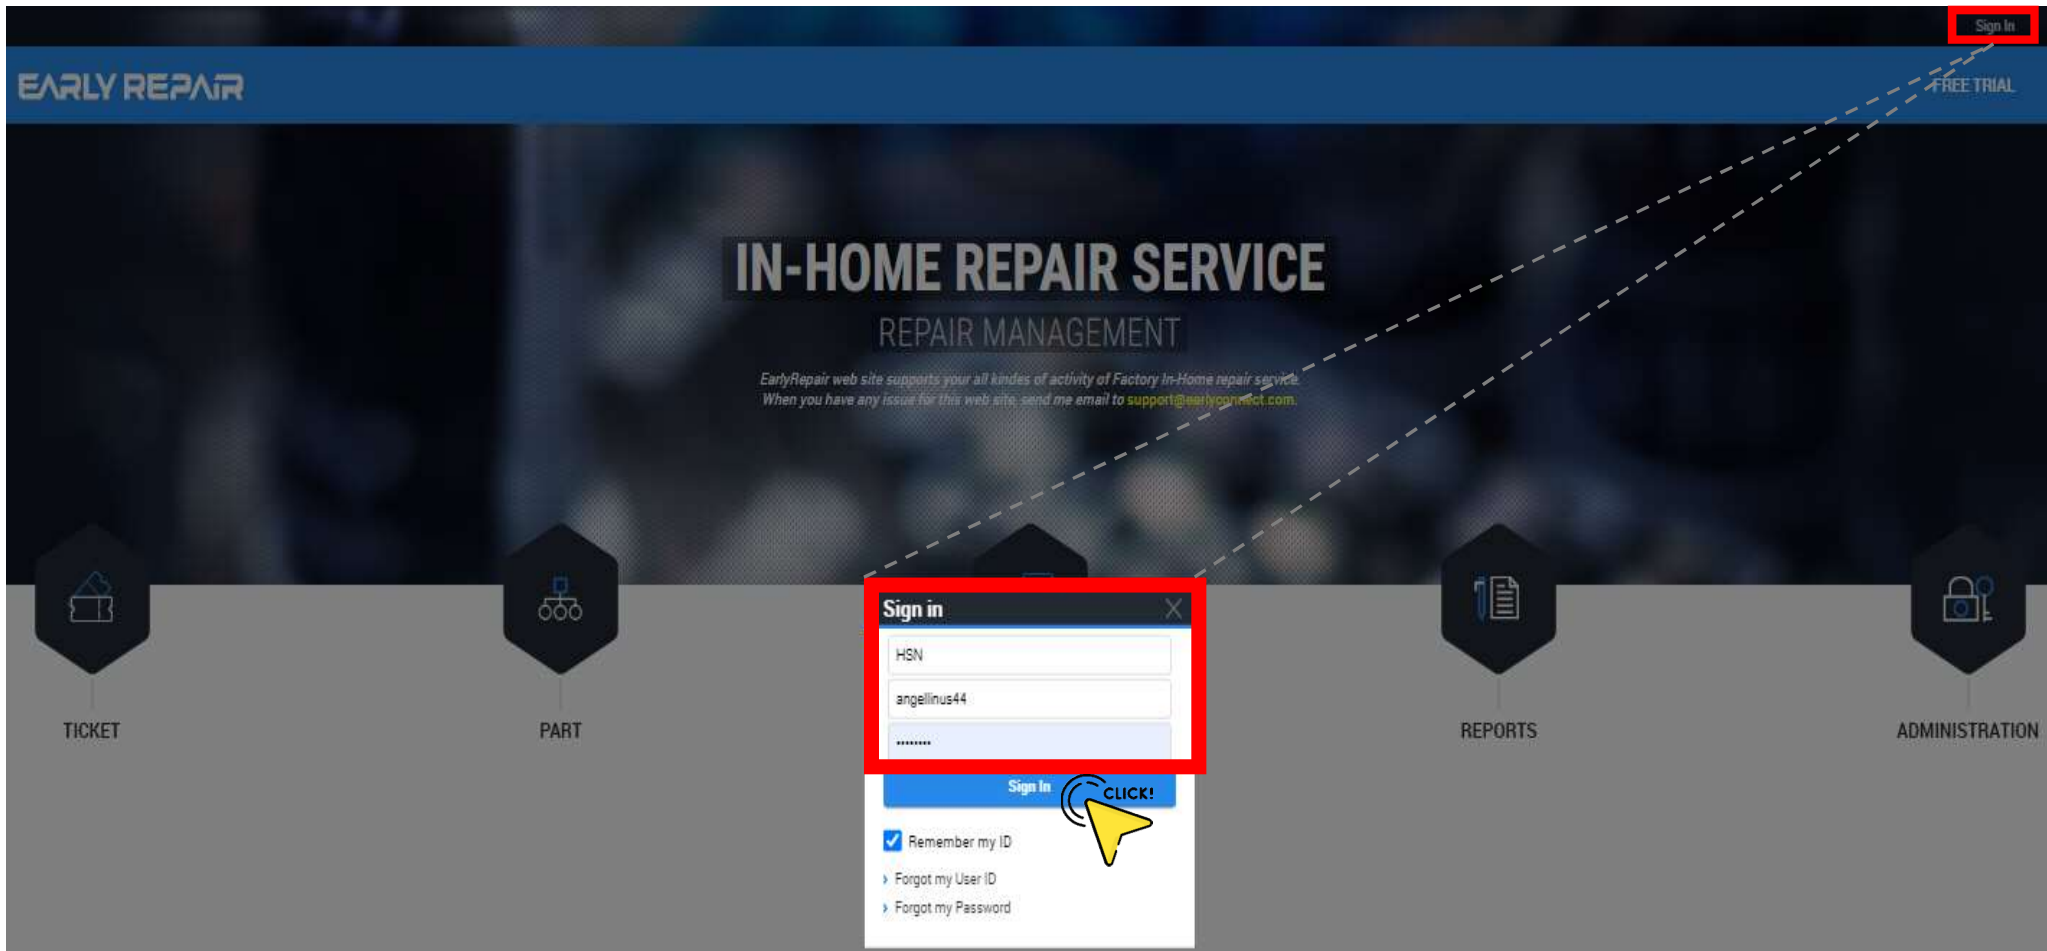 Sign In
EARLY REPAIR
FREE TRIAL
IN-HOME REPAIR SERVICE
REPAIR MANAGEMENT
EarlyRepair web site supports your all kindes of activity of Factory In-Home repair service.
When you have any issue for this web site, send me email to support@earlyconnect.com.
Sign in
HSN
angellinus44
••••••••
Sign In
CLICK!
Remember my ID
Forgot my User ID
Forgot my Password
TICKET
PART
REPORTS
ADMINISTRATION